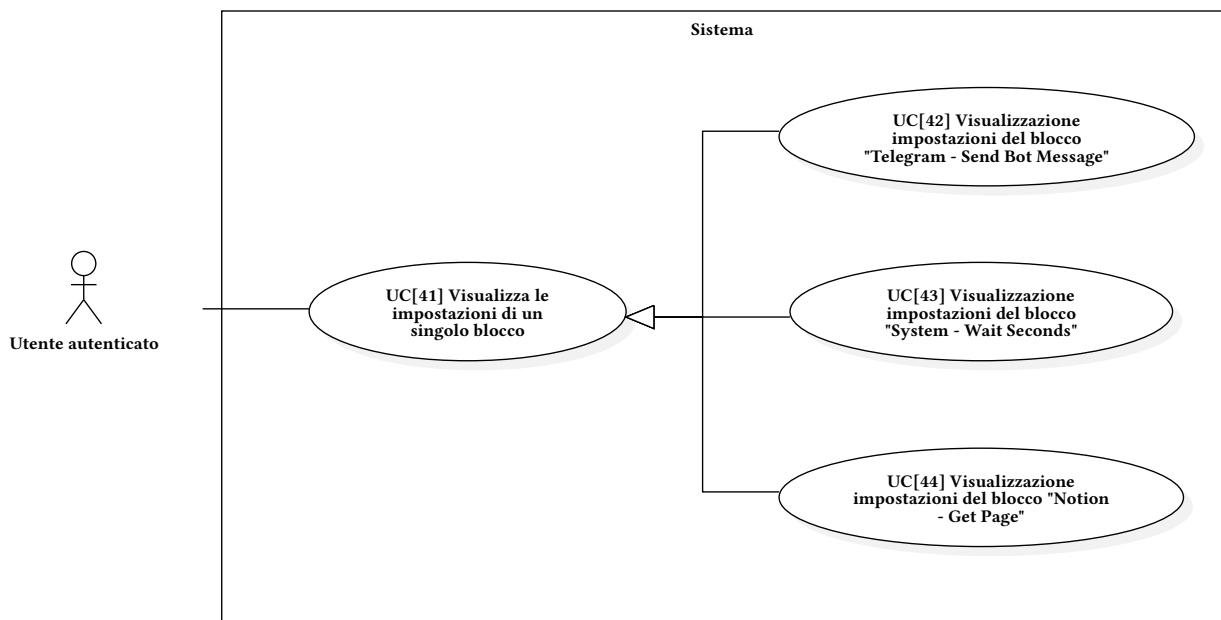 Sistema
UC[42] Visualizzazione
impostazioni del blocco
"Telegram - Send Bot Message"
UC[41] Visualizza le
impostazioni di un
singolo blocco
UC[43] Visualizzazione
impostazioni del blocco
"System - Wait Seconds"
Utente autenticato
UC[44] Visualizzazione
impostazioni del blocco "Notion
- Get Page"